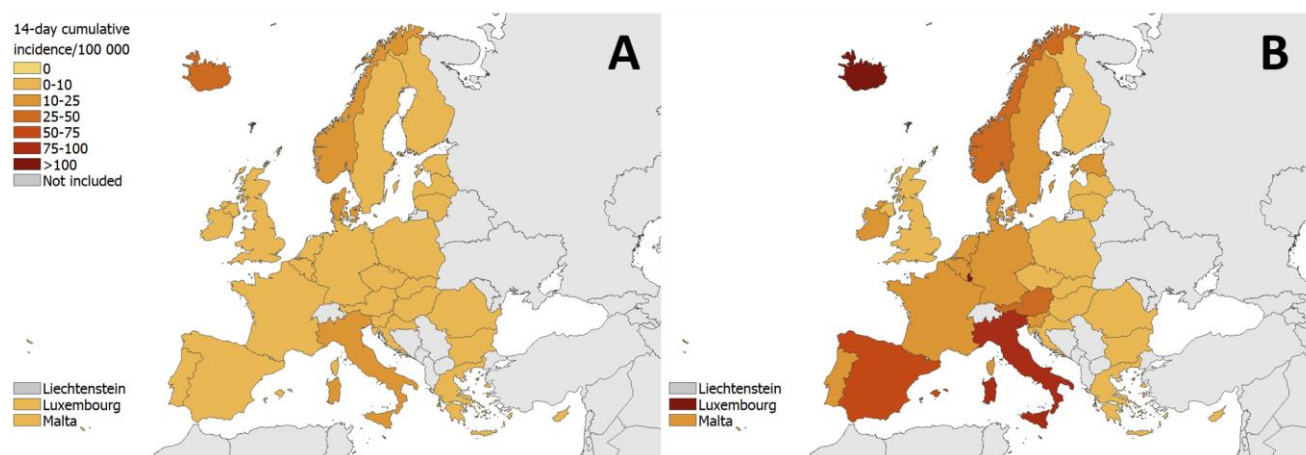 14-day cumulative
incidence/100 000
0
0-10
10-25
25-50
50-75
75-100
>100
Not included
A
B
Liechtenstein
Luxembourg
Malta
Liechtenstein
Luxembourg
Malta